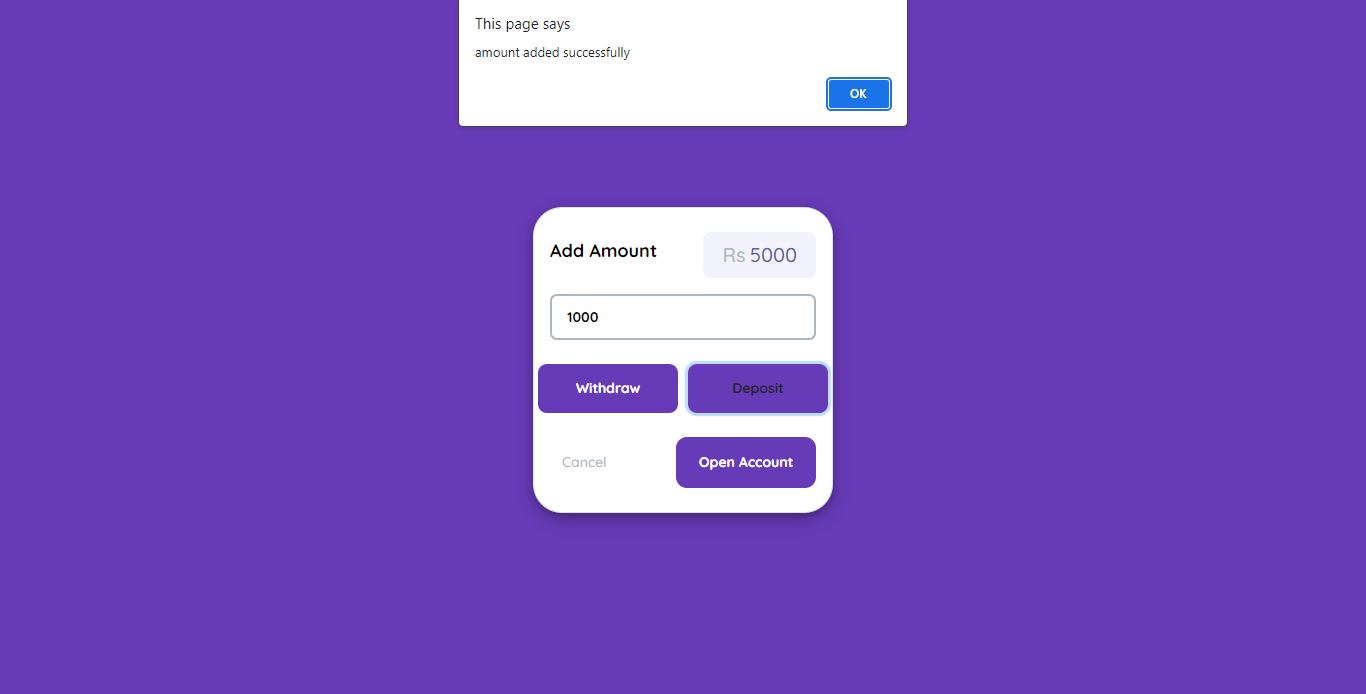 This page says
amount added successfully
OK
Add Amount
Rs 5000
1000
Withdraw Deposit
Cancel Open Account